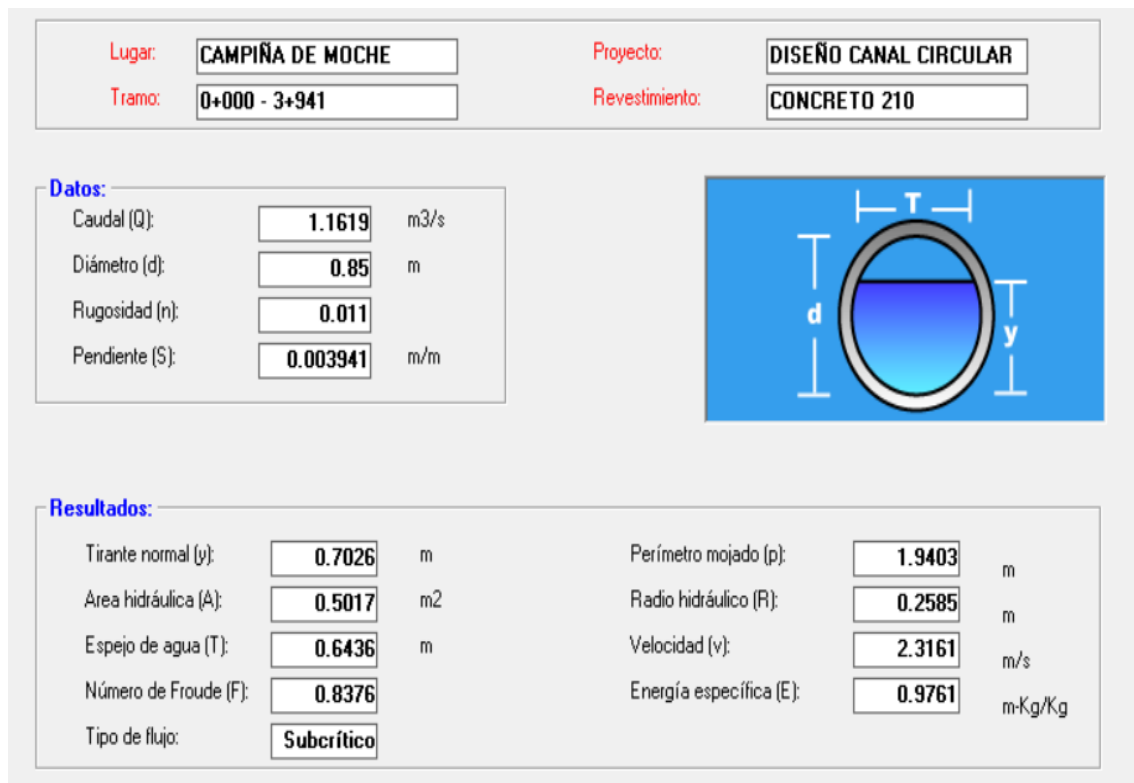 Lugar: CAMPIÑA DE MOCHE Proyecto: DISEÑO CANAL CIRCULAR
Tramo: 0+000 - 3+941 Revestimiento: CONCRETO 210
Datos:
Caudal (Q): 1.1619 m3/s
Diámetro (d): 0.85 m
Rugosidad (n): 0.011
Pendiente (S): 0.003941 m/m
T
d
y
Resultados:
Tirante normal (y): 0.7026 m Perímetro mojado (p): 1.9403 m
Area hidráulica (A): 0.5017 m2 Radio hidráulico (R): 0.2585 m
Espejo de agua (T): 0.6436 m Velocidad (v): 2.3161 m/s
Número de Froude (F): 0.8376 Energía específica (E): 0.9761 m-Kg/Kg
Tipo de flujo: Subcrítico